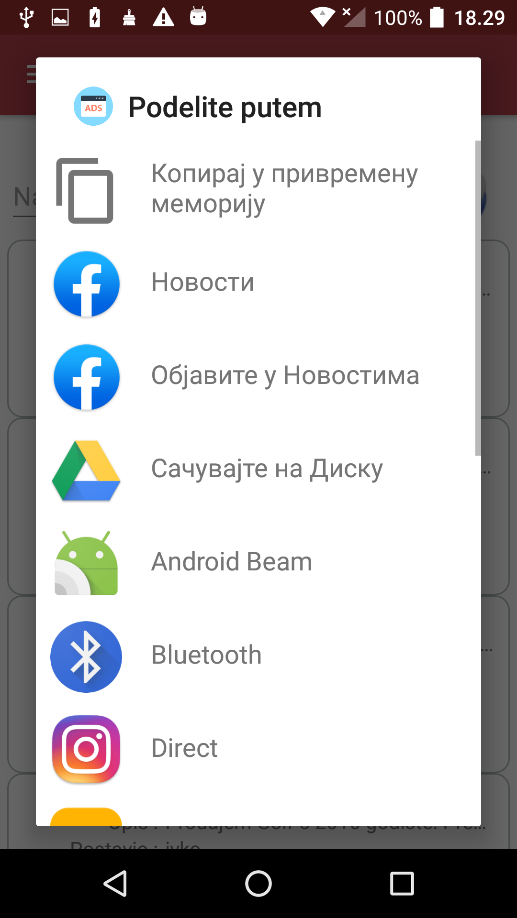 100% 18.29
ADS Podelite putem
Na
Копирај у привремену
меморију
Новости
Објавите у Новостима
Сачувајте на Диску
Android Beam
Bluetooth
Direct